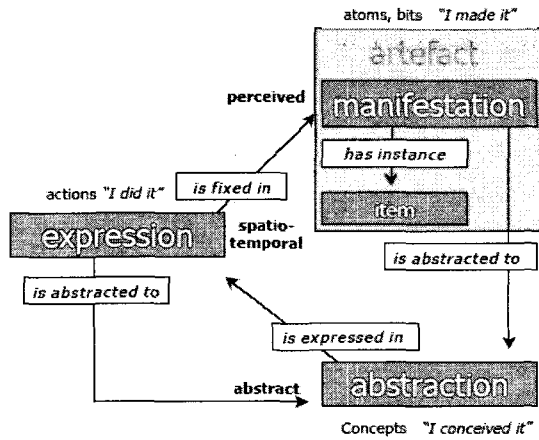 atoms, bits "I made it"
artefact
perceived
manifestation
has instance
is fixed in
actions "I did it"
item
expression
spatio-
temporal
is abstracted to
is abstracted to
is expressed in
abstract
abstraction
Concepts "I conceived it"